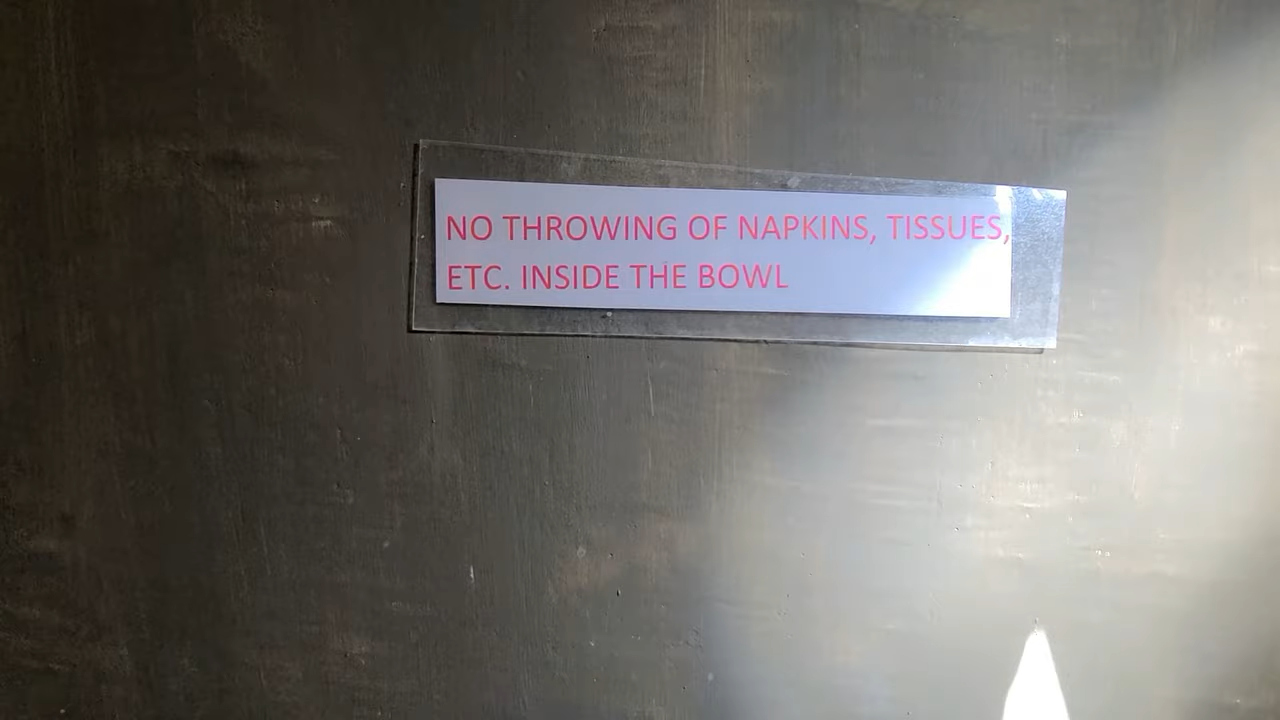 NO THROWING OF NAPKINS, TISSUES,
ETC. INSIDE THE BOWL